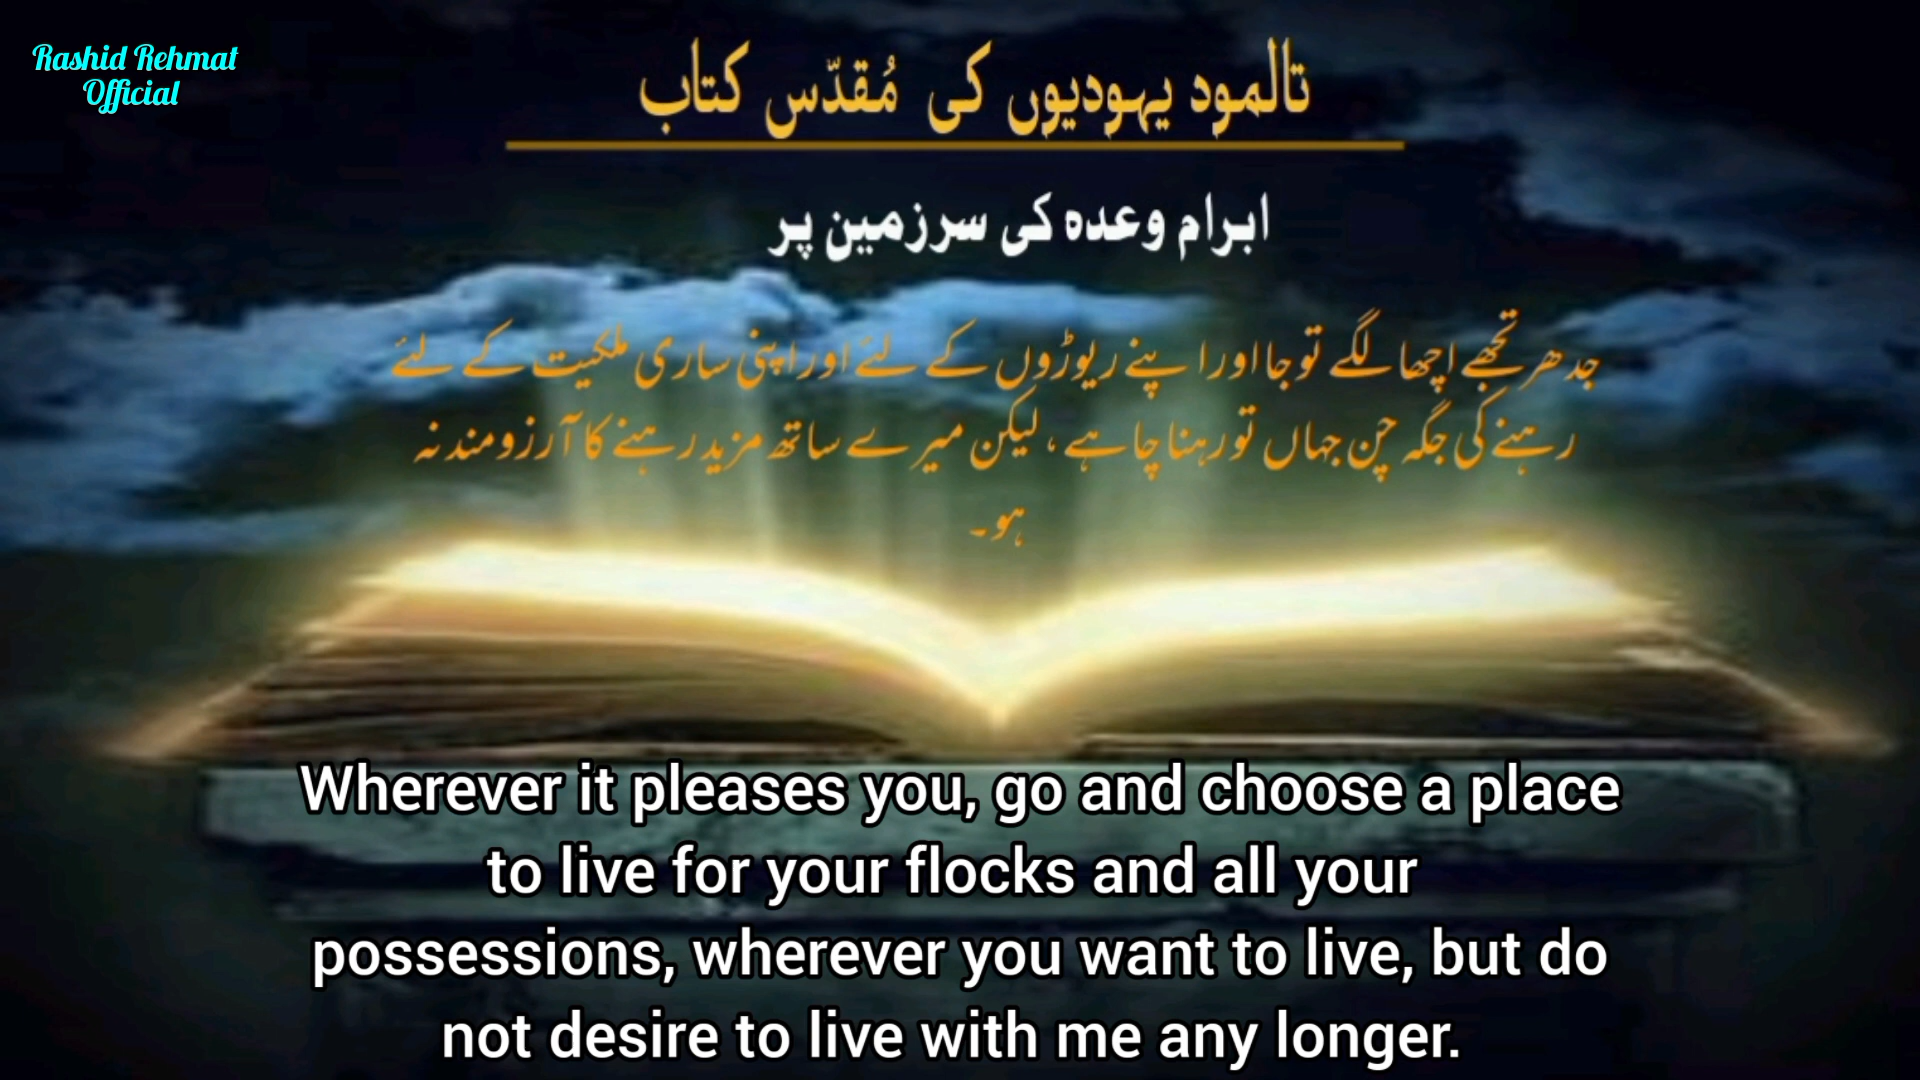 Rashid Rehmat
Official
تالمود یہودیوں کی مُقدّس کتاب
ابرام وعدہ کی سرزمین پر
جدھر تجھے اچھا لگے تو جا اور اپنے ریوڑوں کے لئے اور اپنی ساری ملکیت کے لئے
رہنے کی جگہ چن جہاں تو رہنا چاہے، لیکن میرے ساتھ مزید رہنے کا آرزومند نہ
ہو۔
Wherever it pleases you, go and choose a place
to live for your flocks and all your
possessions, wherever you want to live, but do
not desire to live with me any longer.